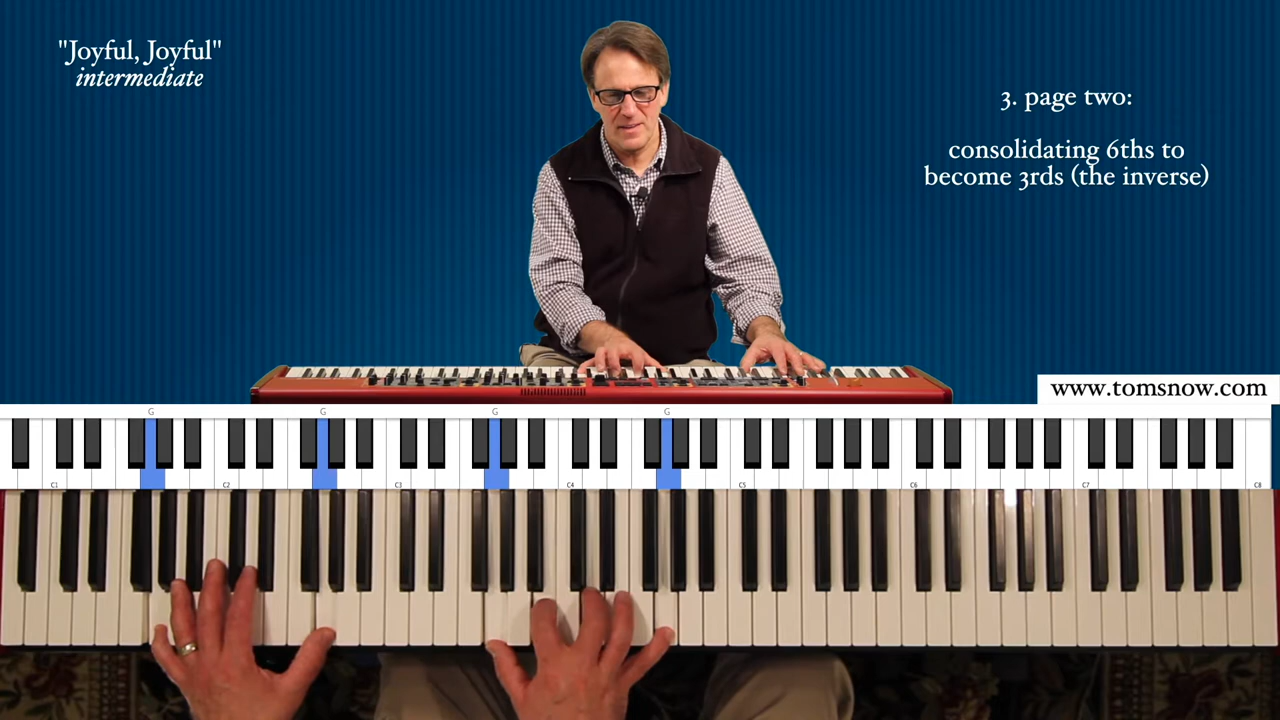 "Joyful, Joyful"
intermediate
3. page two:
consolidating 6ths to
become 3rds (the inverse)
www.tomsnow.com
G G G G
C1 C2 C3 C4 C5 C6 C7 C8